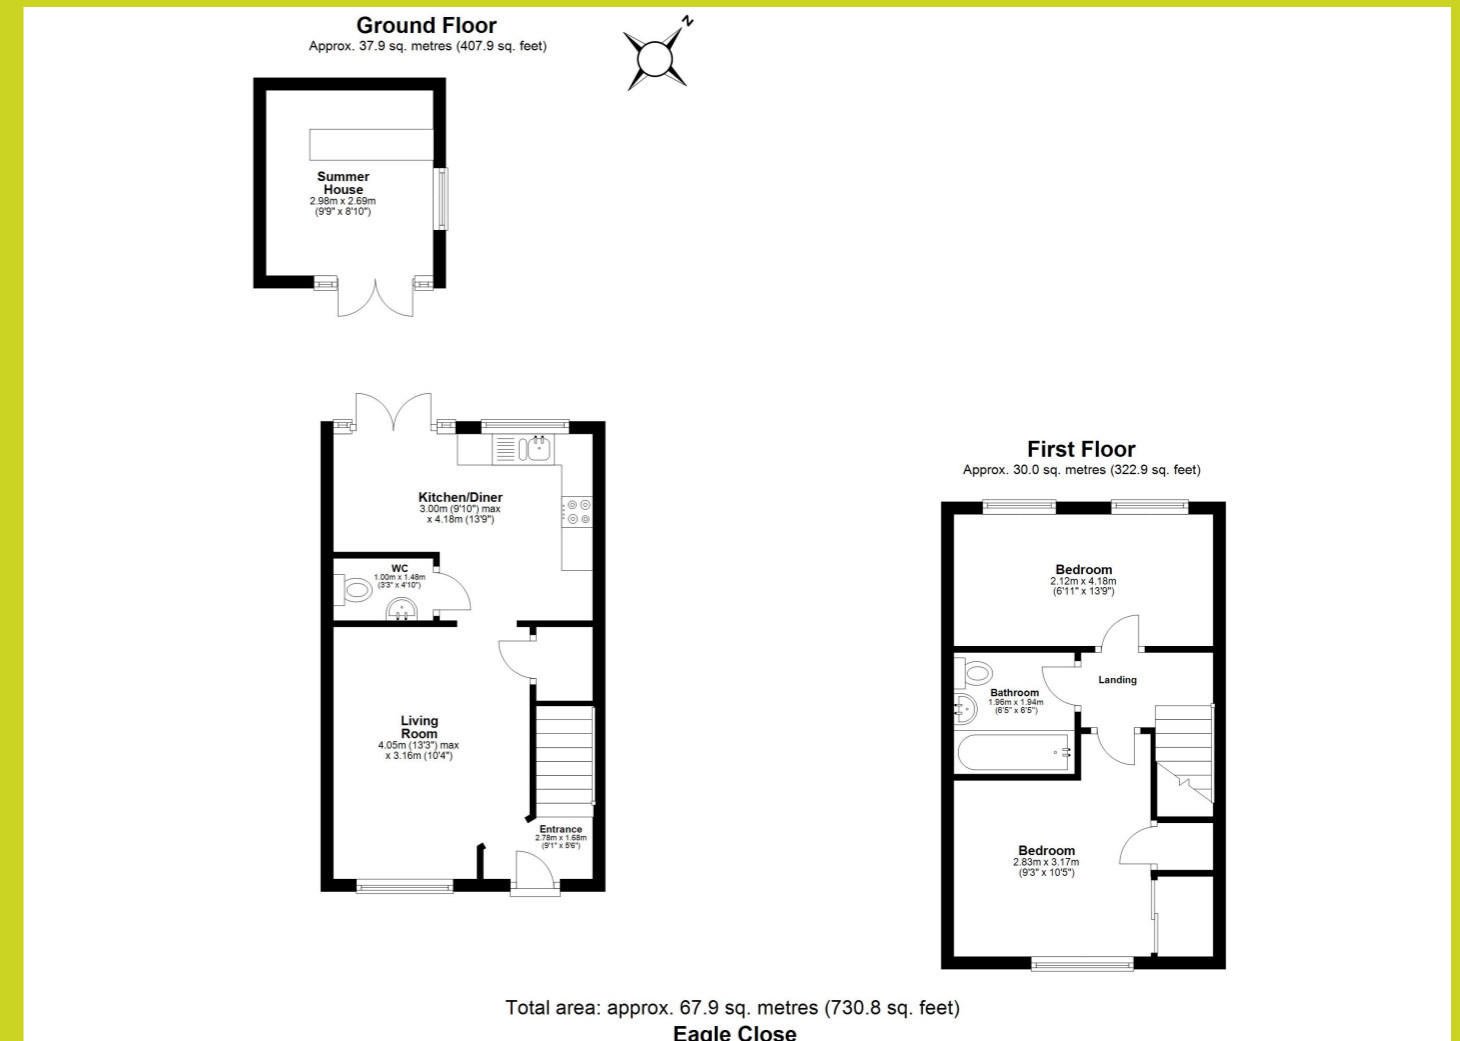 Ground Floor
Approx. 37.9 sq. metres (407.9 sq. feet)
N
Summer
House
2.98m x 2.69m
(9'9" x 8'10")
Kitchen/Diner
3.00m (9'10") max
x 4.18m (13'9")
WC
1.00m x 1.48m
(3'3" x 4'10")
Living
Room
4.05m (13'3") max
x 3.16m (10'4")
Entrance
2.78m x 1.68m
(9'1" x 5'6")
First Floor
Approx. 30.0 sq. metres (322.9 sq. feet)
Bedroom
2.12m x 4.18m
(6'11" x 13'9")
Landing
Bathroom
1.96m x 1.94m
(6'5" x 6'5")
Bedroom
2.83m x 3.17m
(9'3" x 10'5")
Total area: approx. 67.9 sq. metres (730.8 sq. feet)
Eagle Close